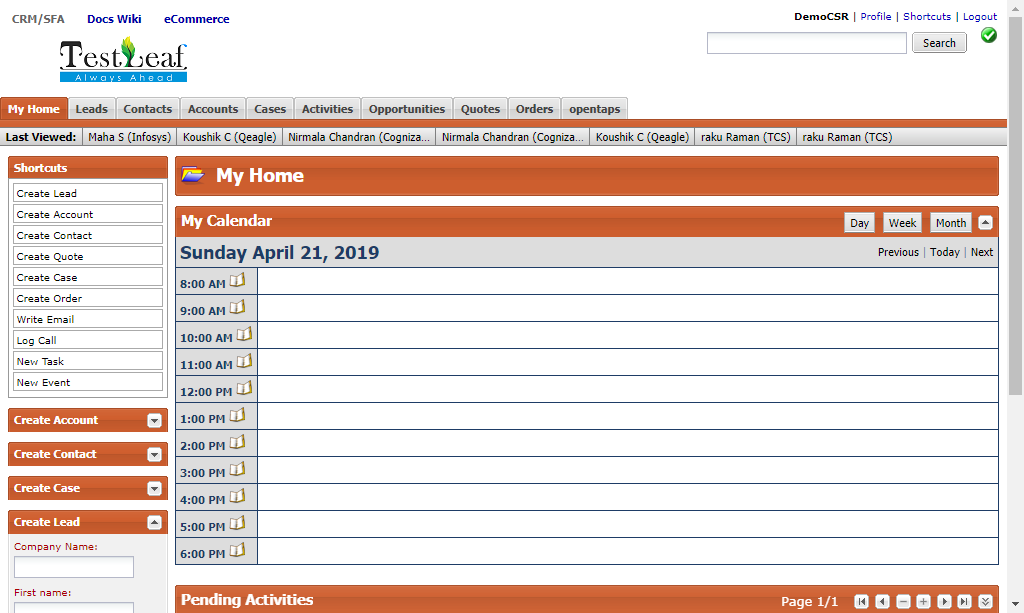 CRM/SFA Docs Wiki eCommerce
DemoCSR | Profile | Shortcuts | Logout
TestLeaf
Always Ahead
Search
My Home Leads Contacts Accounts Cases Activities Opportunities Quotes Orders opentaps
Last Viewed: Maha S (Infosys) Koushik C (Qeagle) Nirmala Chandran (Cogniza... Nirmala Chandran (Cogniza... Koushik C (Qeagle) raku Raman (TCS) raku Raman (TCS)
Shortcuts
Create Lead
Create Account
Create Contact
Create Quote
Create Case
Create Order
Write Email
Log Call
New Task
New Event
Create Account
Create Contact
Create Case
Create Lead
Company Name:
First name:
My Home
My Calendar Day Week Month
Sunday April 21, 2019 Previous | Today | Next
8:00 AM
9:00 AM
10:00 AM
11:00 AM
12:00 PM
1:00 PM
2:00 PM
3:00 PM
4:00 PM
5:00 PM
6:00 PM
Pending Activities Page 1/1